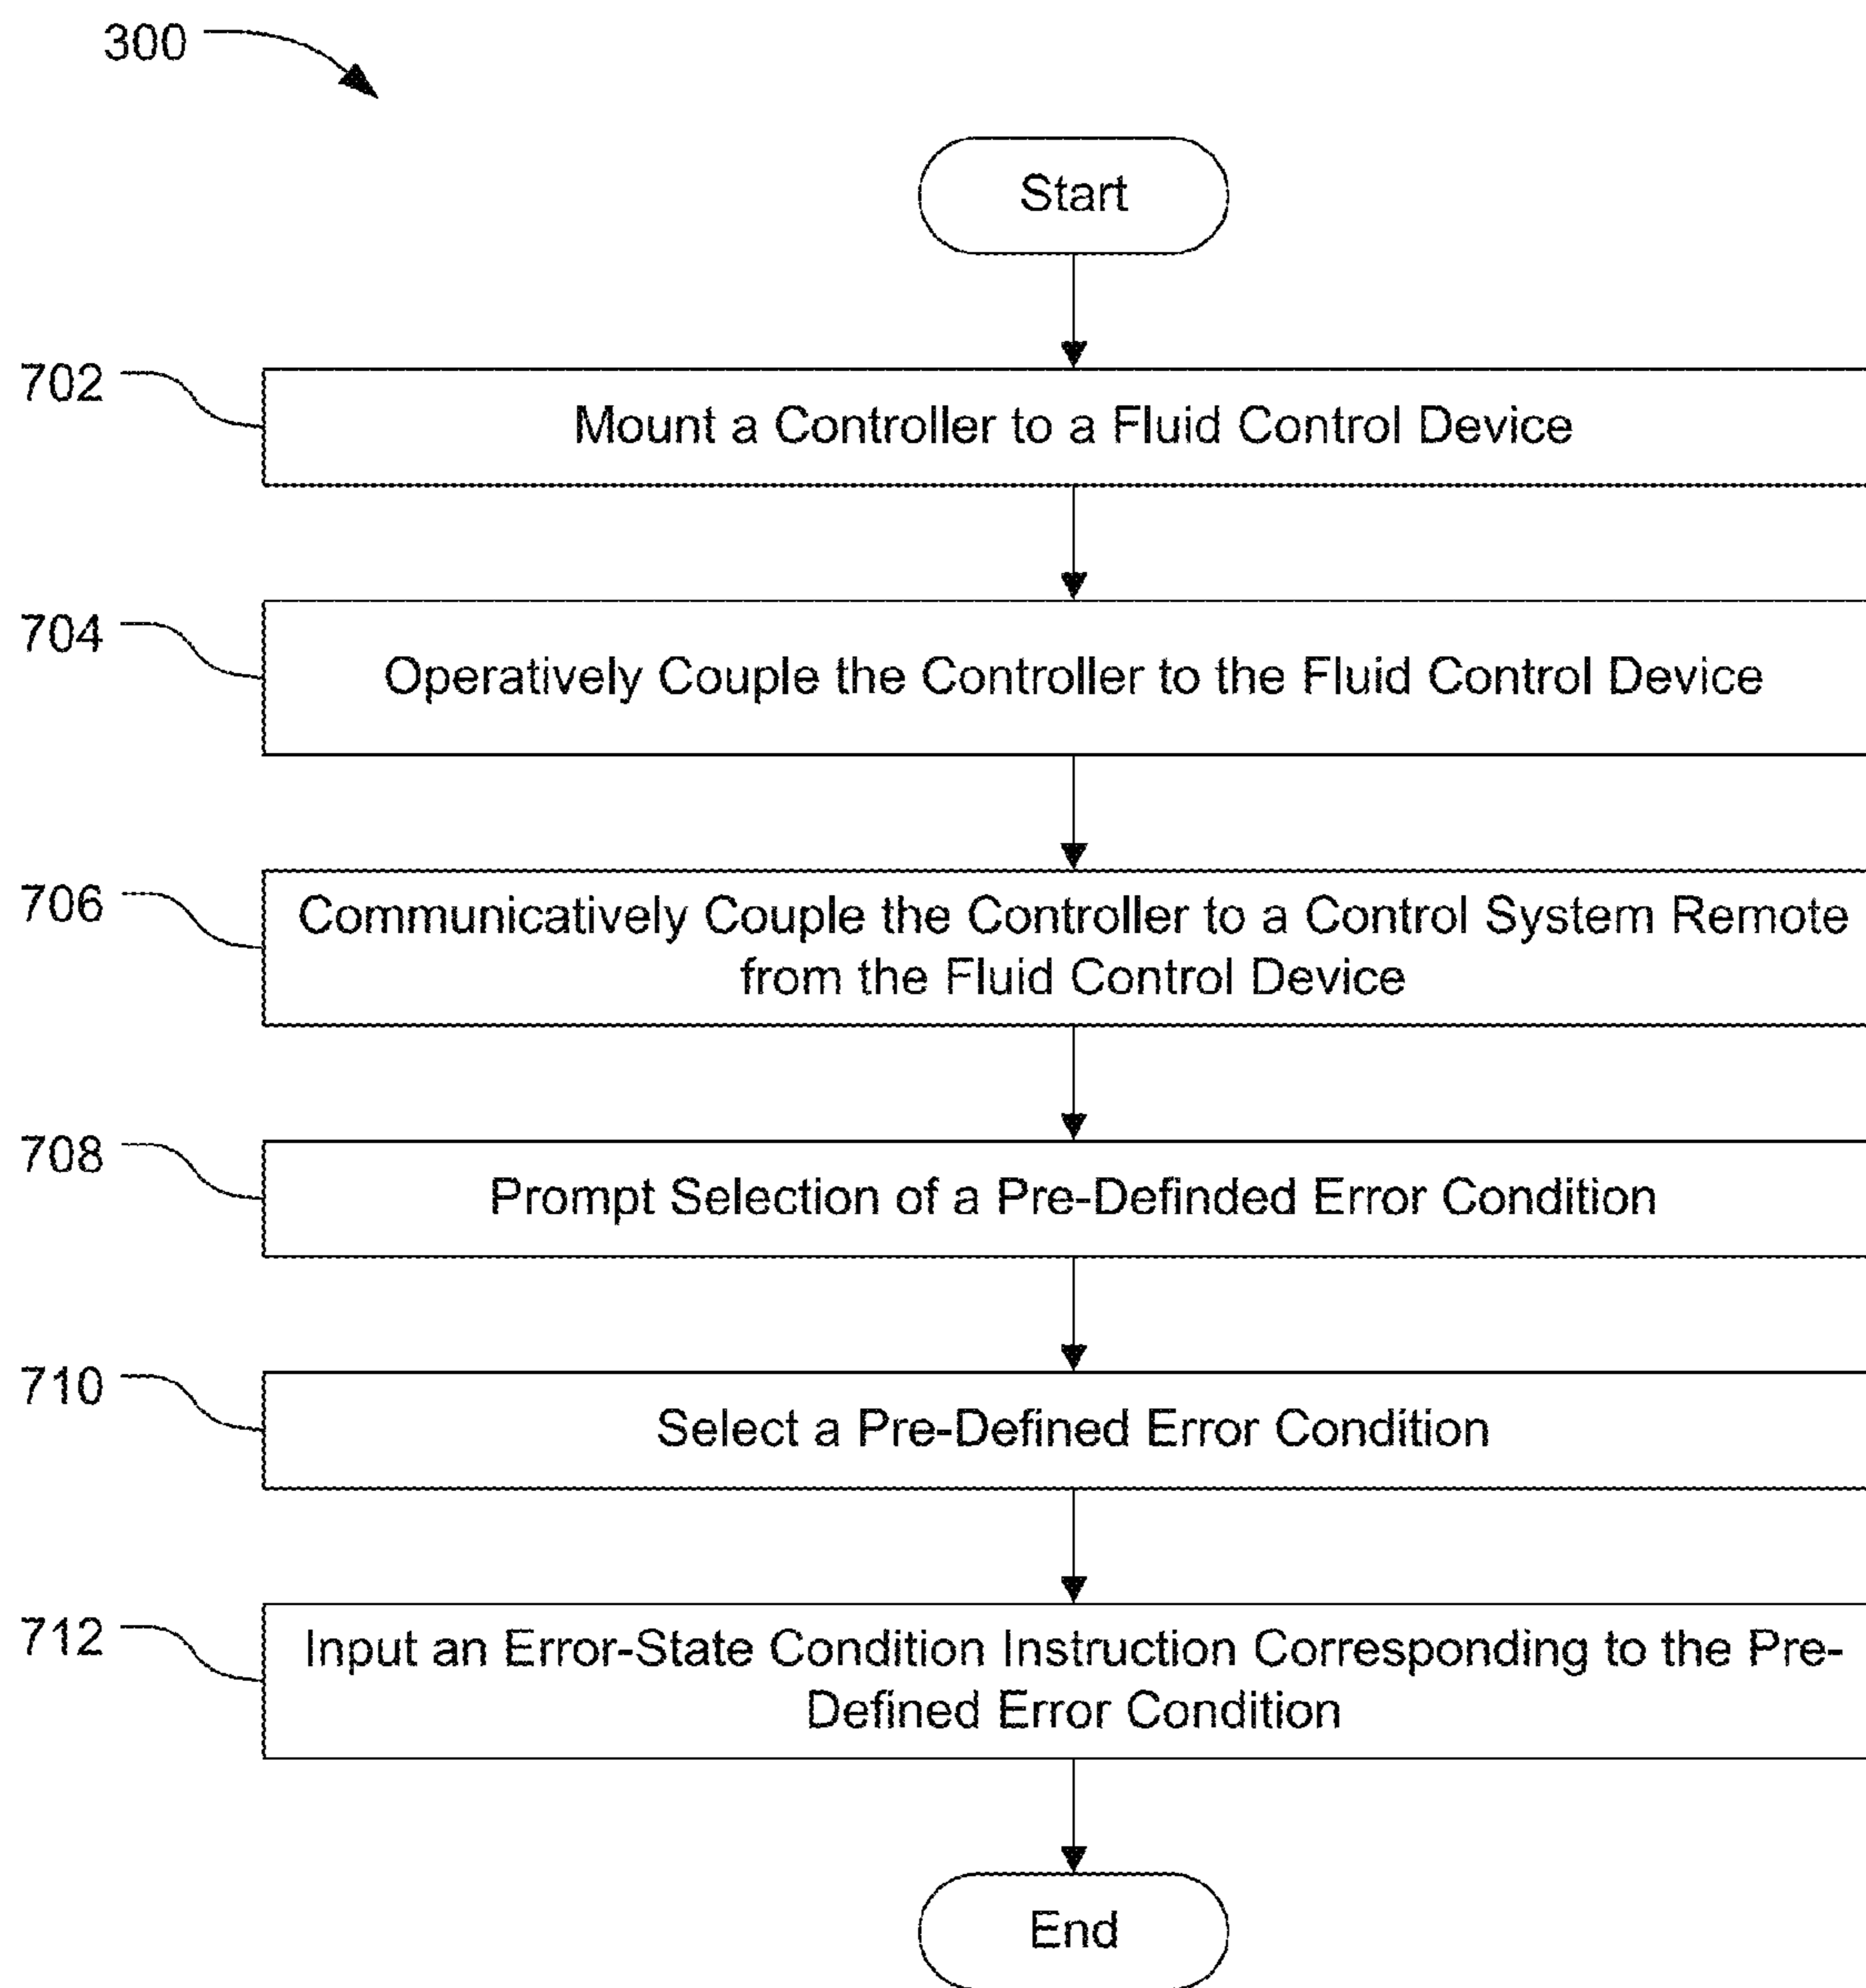 300
Start
702
Mount a Controller to a Fluid Control Device
704
Operatively Couple the Controller to the Fluid Control Device
706
Communicatively Couple the Controller to a Control System Remote
from the Fluid Control Device
708
Prompt Selection of a Pre-Definded Error Condition
710
Select a Pre-Defined Error Condition
712
Input an Error-State Condition Instruction Corresponding to the Pre-
Defined Error Condition
End